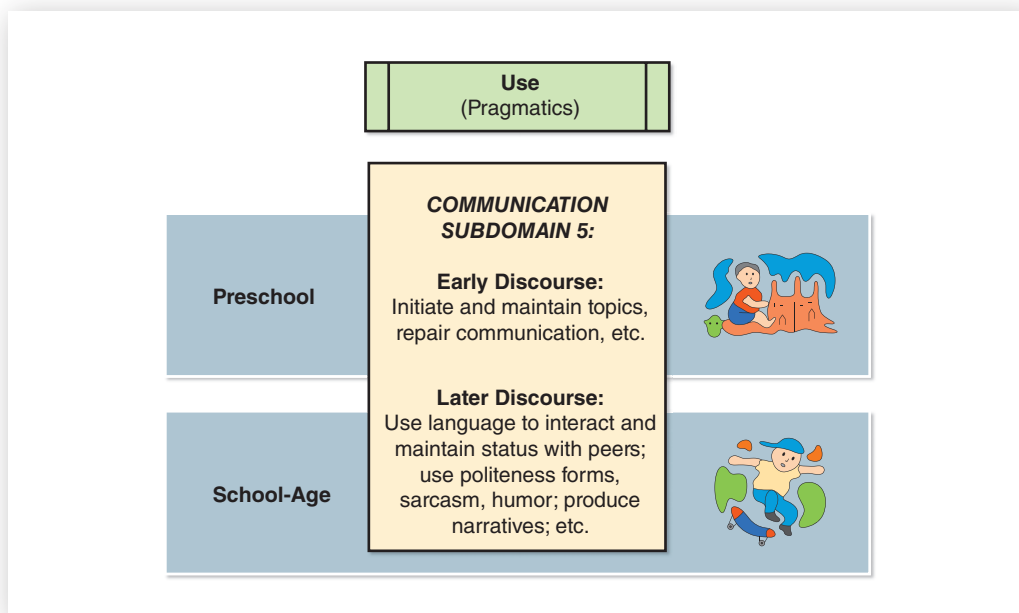 Use
(Pragmatics)
COMMUNICATION
SUBDOMAIN 5:
Early Discourse:
Initiate and maintain topics,
repair communication, etc.
Preschool
Later Discourse:
Use language to interact and
maintain status with peers;
use politeness forms,
sarcasm, humor; produce
narratives; etc.
School-Age